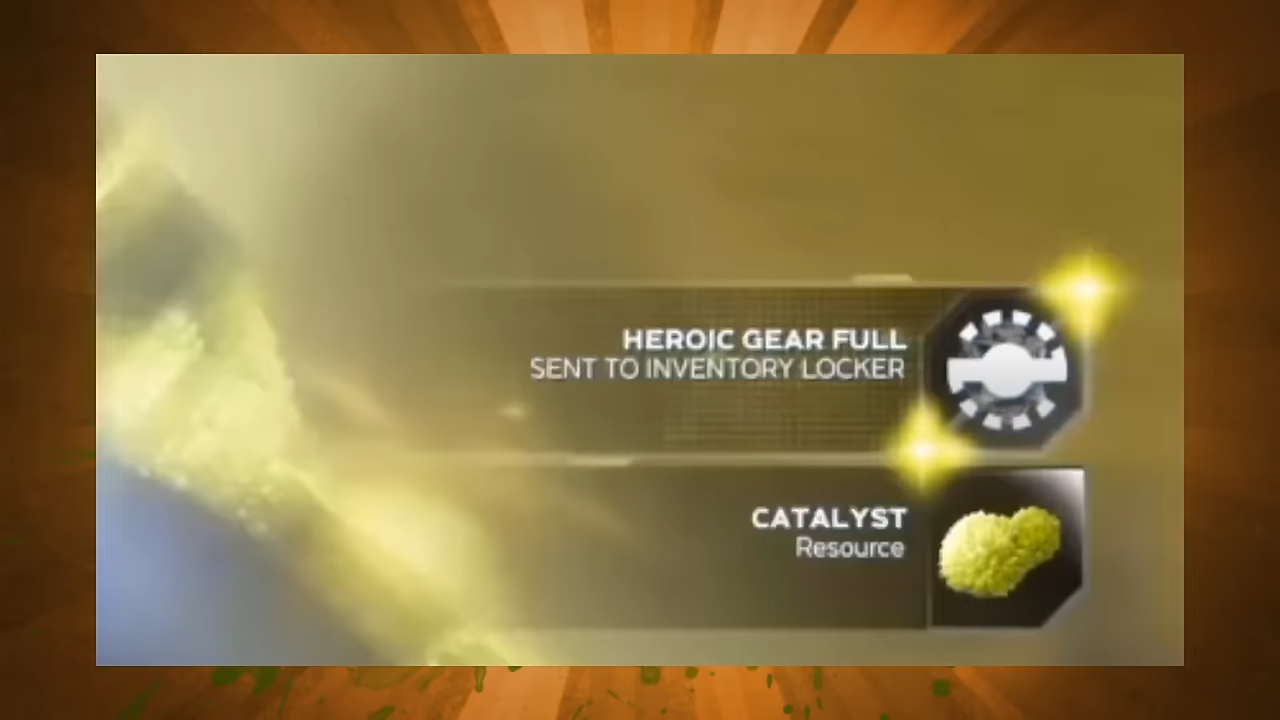 HEROIC GEAR FULL
SENT TO INVENTORY LOCKER
CATALYST
Resource